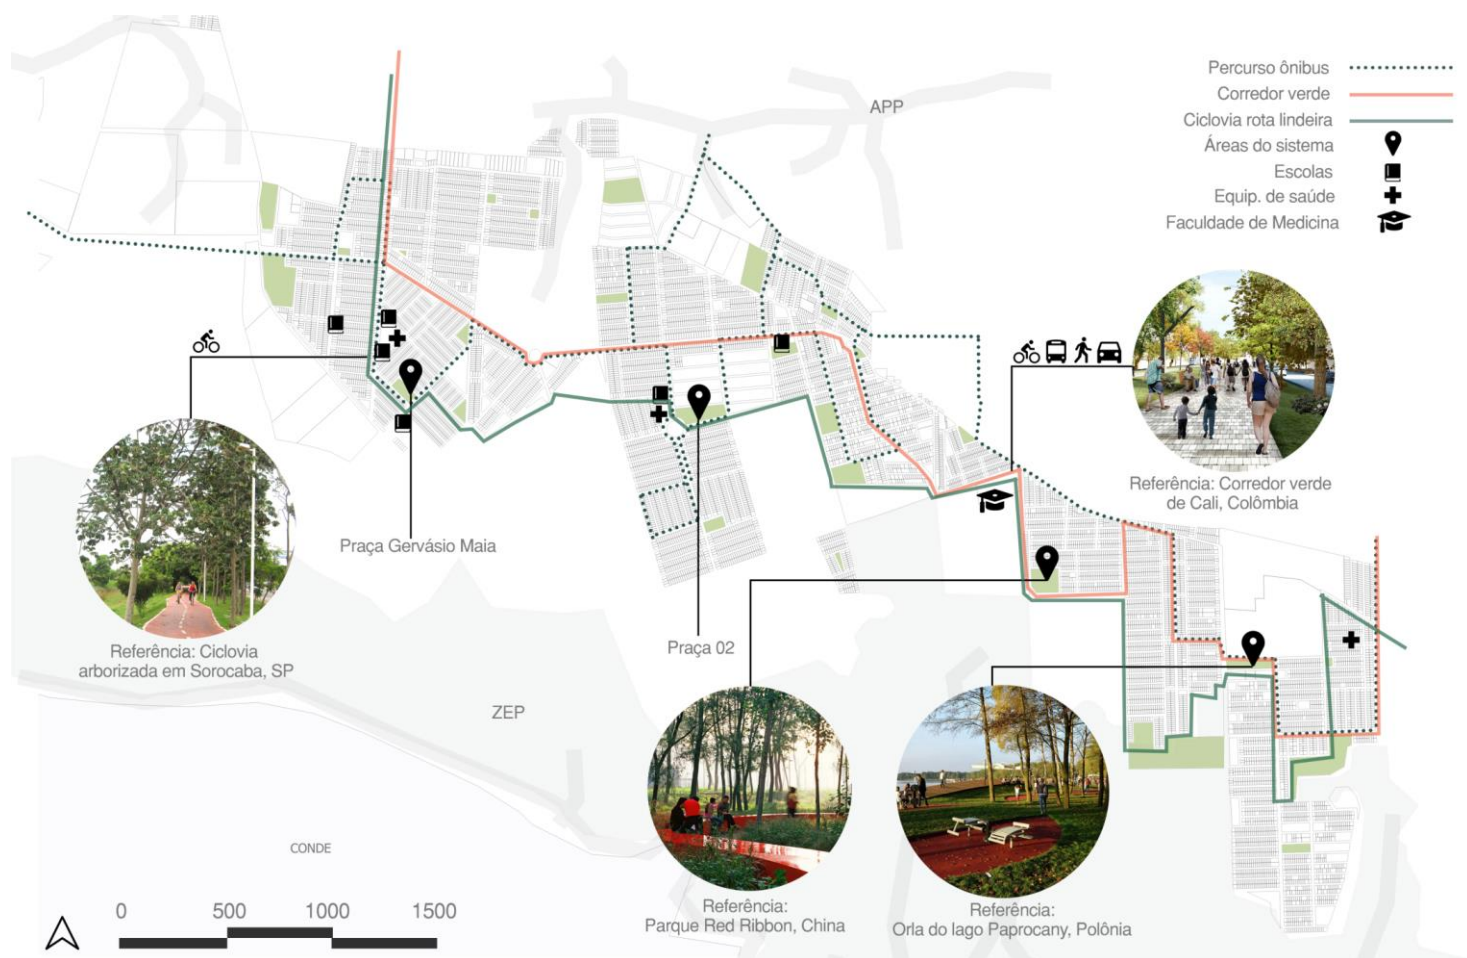 Percurso ônibus
Corredor verde
Ciclovia rota lindeira
Áreas do sistema
Escolas
Equip. de saúde
Faculdade de Medicina
APP
Referência: Corredor verde
de Cali, Colômbia
Praça Gervásio Maia
Praça 02
Referência: Ciclovia
arborizada em Sorocaba, SP
ZEP
CONDE
Referência:
Parque Red Ribbon, China
Referência:
Orla do lago Paprocany, Polônia
0 500 1000 1500